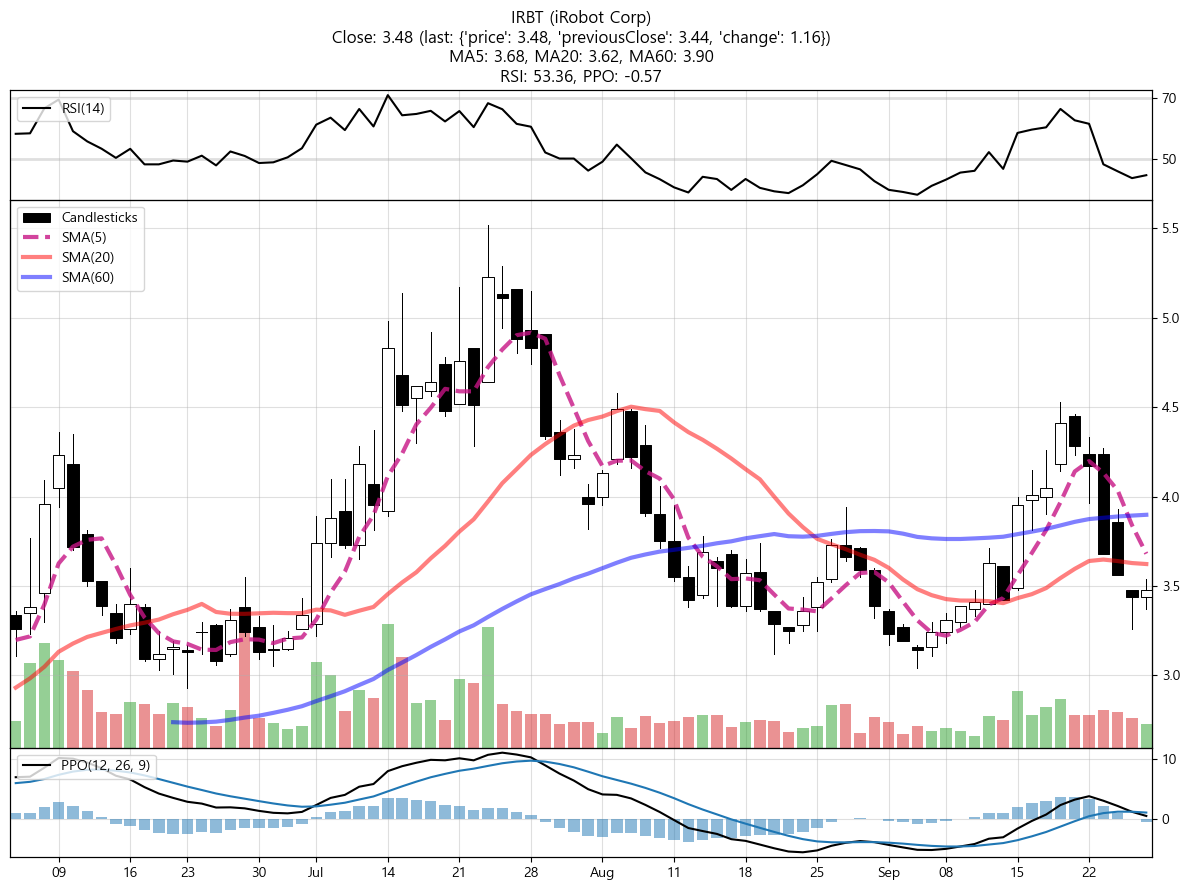 IRBT (iRobot Corp)
Close: 3.48 (last: {'price': 3.48, 'previousClose': 3.44, 'change': 1.16})
MA5: 3.68, MA20: 3.62, MA60: 3.90
RSI: 53.36, PPO: -0.57
RSI(14)
70
50
Candlesticks
SMA(5)
SMA(20)
SMA(60)
5.5
5.0
4.5
4.0
3.5
3.0
PPO(12, 26, 9)
10
0
09 16 23 30 Jul 14 21 28 Aug 11 18 25 Sep 08 15 22